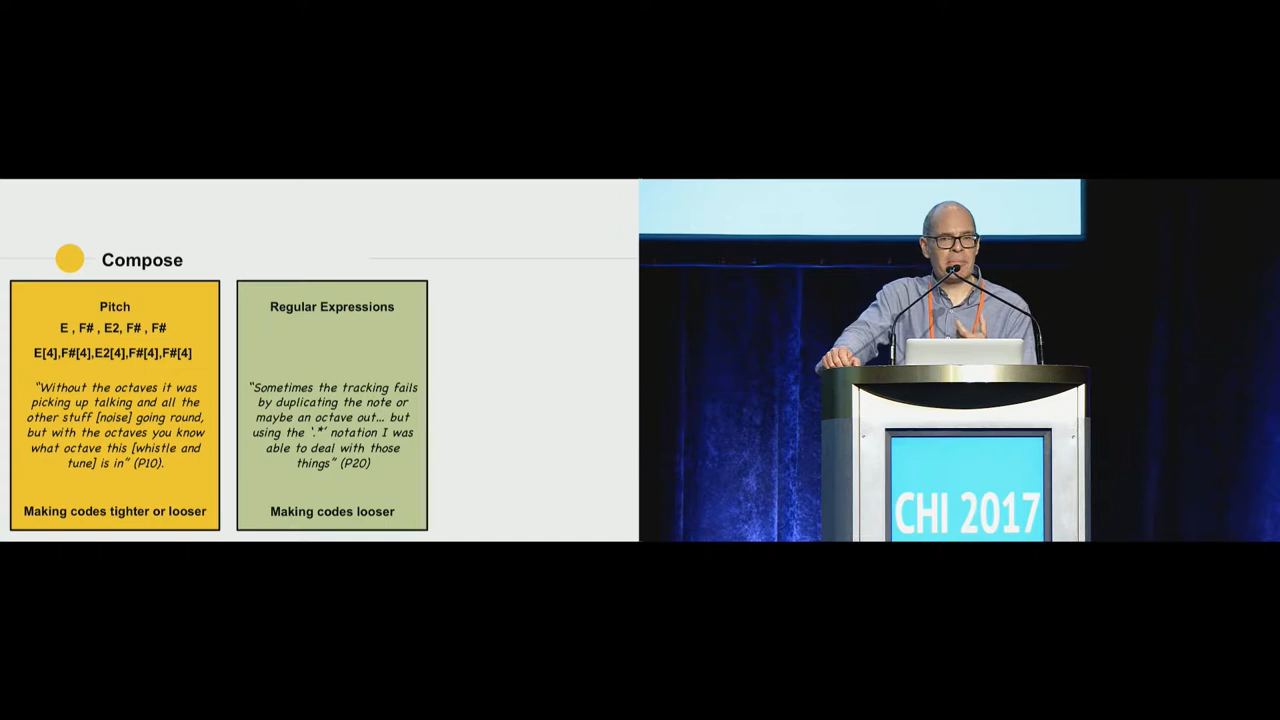 Compose
Pitch
E , F# , E2, F# , F#
E[4],F#[4],E2[4],F#[4],F#[4]
“Without the octaves it was
picking up talking and all the
other stuff [noise] going round,
but with the octaves you know
what octave this [whistle and
tune] is in” (P10).
Making codes tighter or looser
Regular Expressions
“Sometimes the tracking fails
by duplicating the note or
maybe an octave out... but
using the ‘.*’ notation I was
able to deal with those
things” (P20)
Making codes looser
CHI 2017